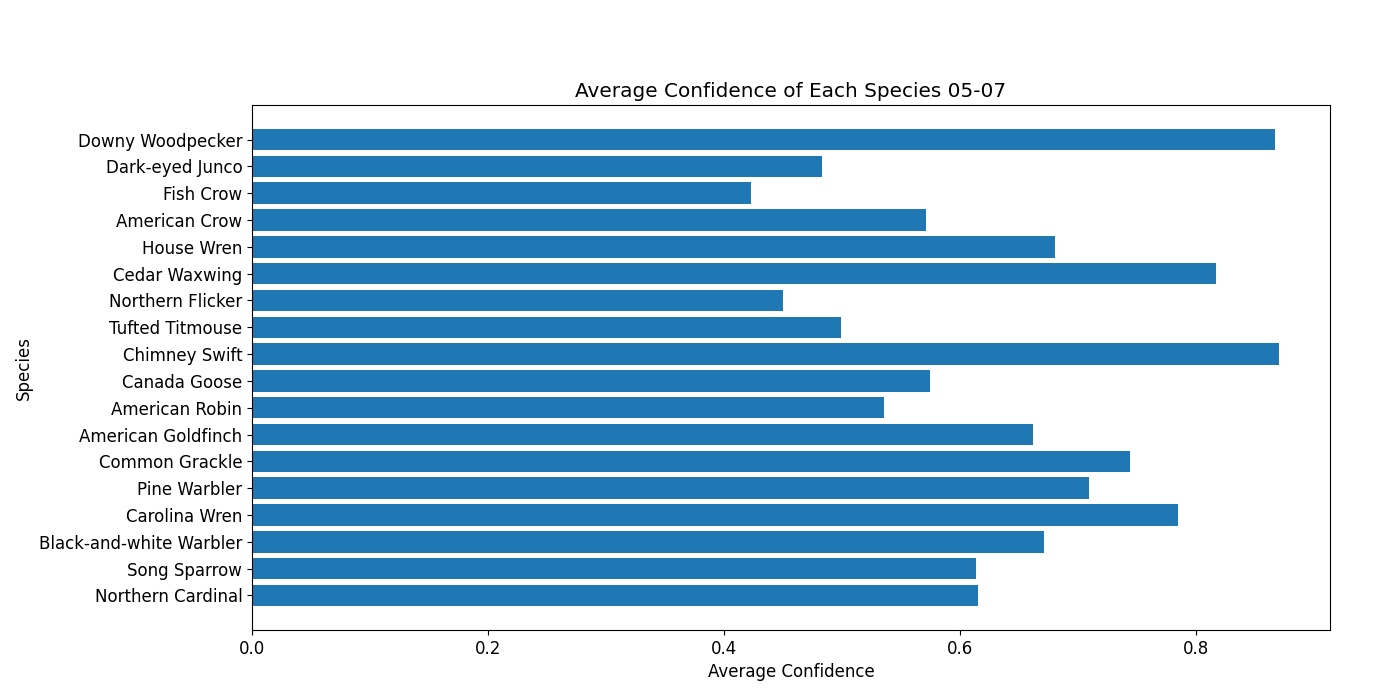 Average Confidence of Each Species 05-07
Species
Downy Woodpecker
Dark-eyed Junco
Fish Crow
American Crow
House Wren
Cedar Waxwing
Northern Flicker
Tufted Titmouse
Chimney Swift
Canada Goose
American Robin
American Goldfinch
Common Grackle
Pine Warbler
Carolina Wren
Black-and-white Warbler
Song Sparrow
Northern Cardinal
0.0 0.2 0.4 0.6 0.8
Average Confidence